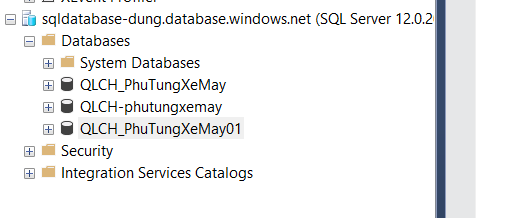 XEvent Profiler
sqldatabase-dung.database.windows.net (SQL Server 12.0.2
Databases
System Databases
QLCH_PhuTungXeMay
QLCH-phutungxemay
QLCH_PhuTungXeMay01
Security
Integration Services Catalogs